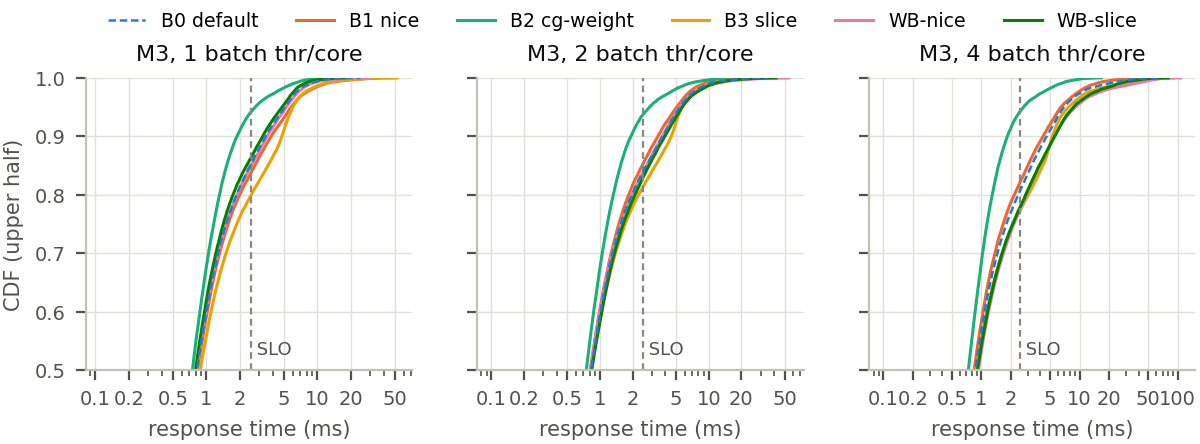 B0 default B1 nice B2 cg-weight B3 slice WB-nice WB-slice
M3, 1 batch thr/core M3, 2 batch thr/core M3, 4 batch thr/core
CDF (upper half)
1.0
0.9
0.8
0.7
0.6
0.5
SLO SLO SLO
0.1 0.2 0.5 1 2 5 10 20 50 0.1 0.2 0.5 1 2 5 10 20 50 0.1 0.2 0.5 1 2 5 10 20 50 100
response time (ms) response time (ms) response time (ms)